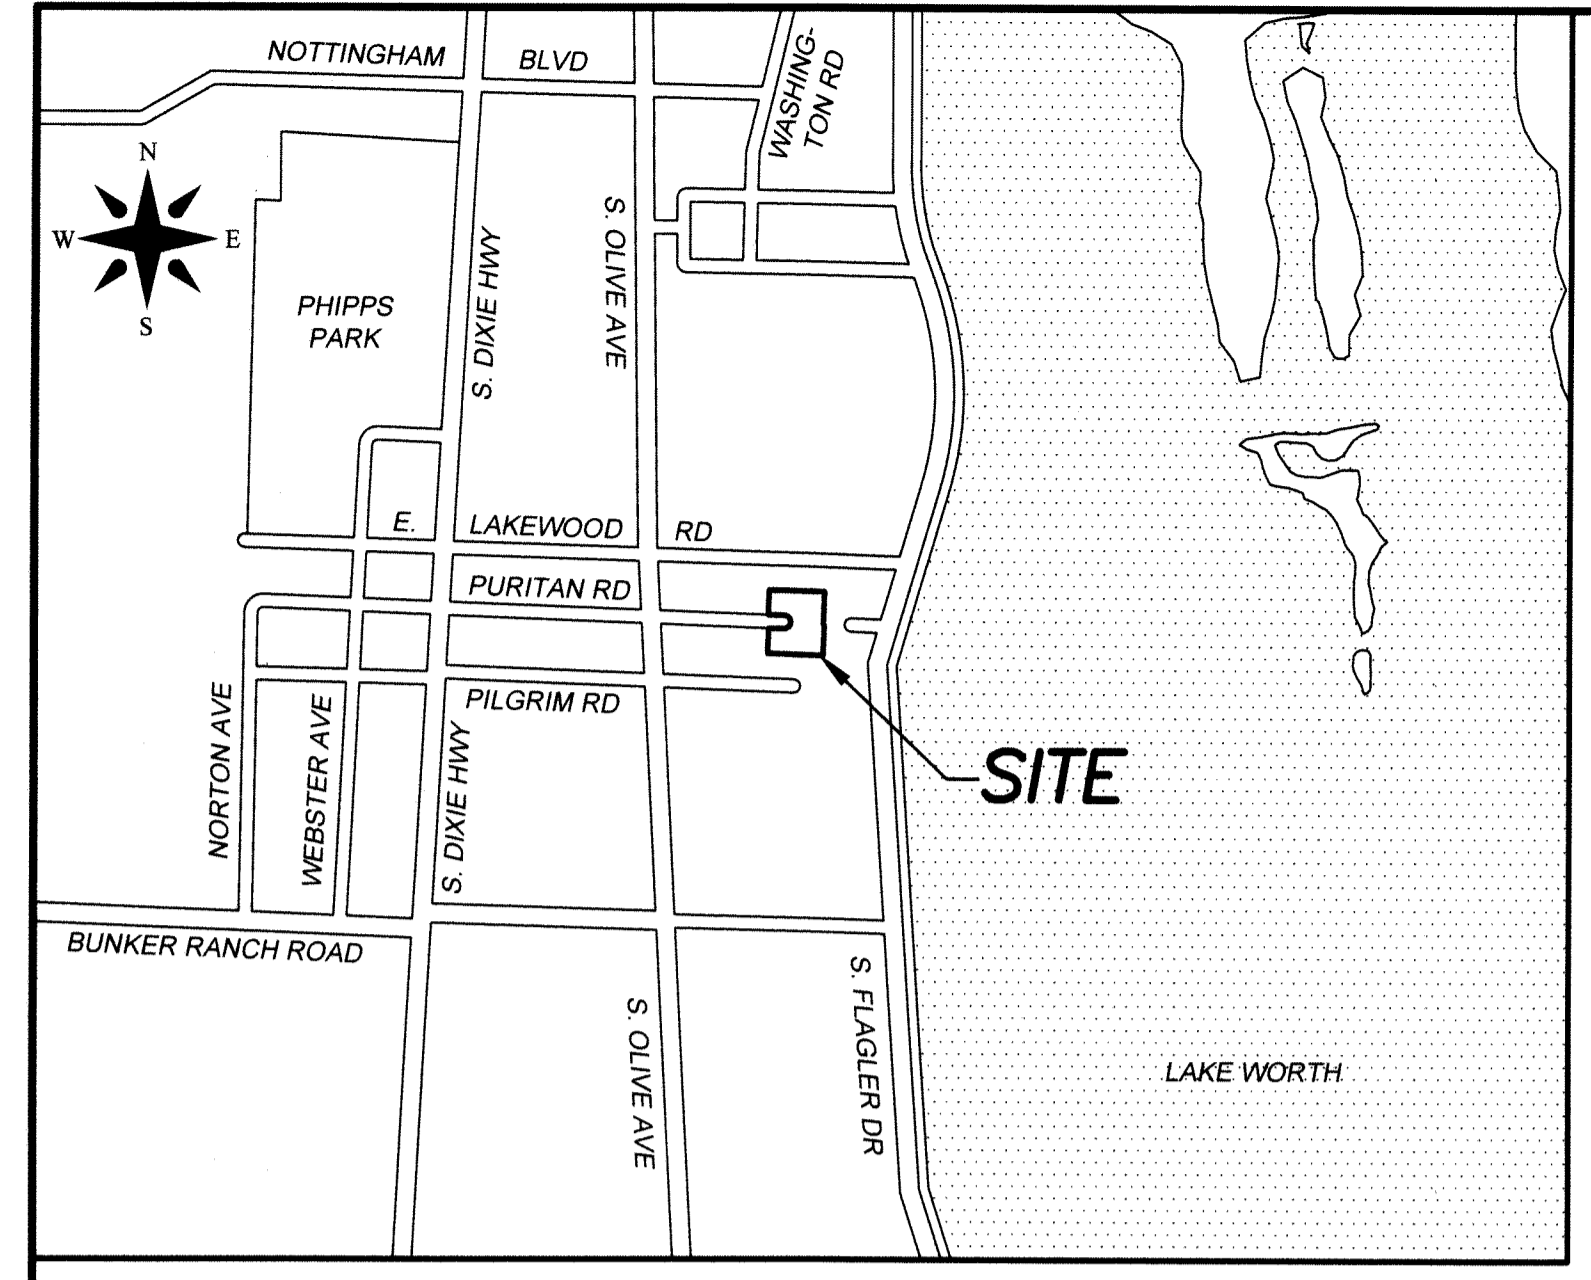 NOTTINGHAM BLVD
WASHING-
TON RD
N
W E
S
PHIPPS
PARK
S. DIXIE HWY
S. OLIVE AVE
E. LAKEWOOD RD
PURITAN RD
PILGRIM RD
NORTON AVE
WEBSTER AVE
S. DIXIE HWY
SITE
BUNKER RANCH ROAD
S. OLIVE AVE
S. FLAGLER DR
LAKE WORTH